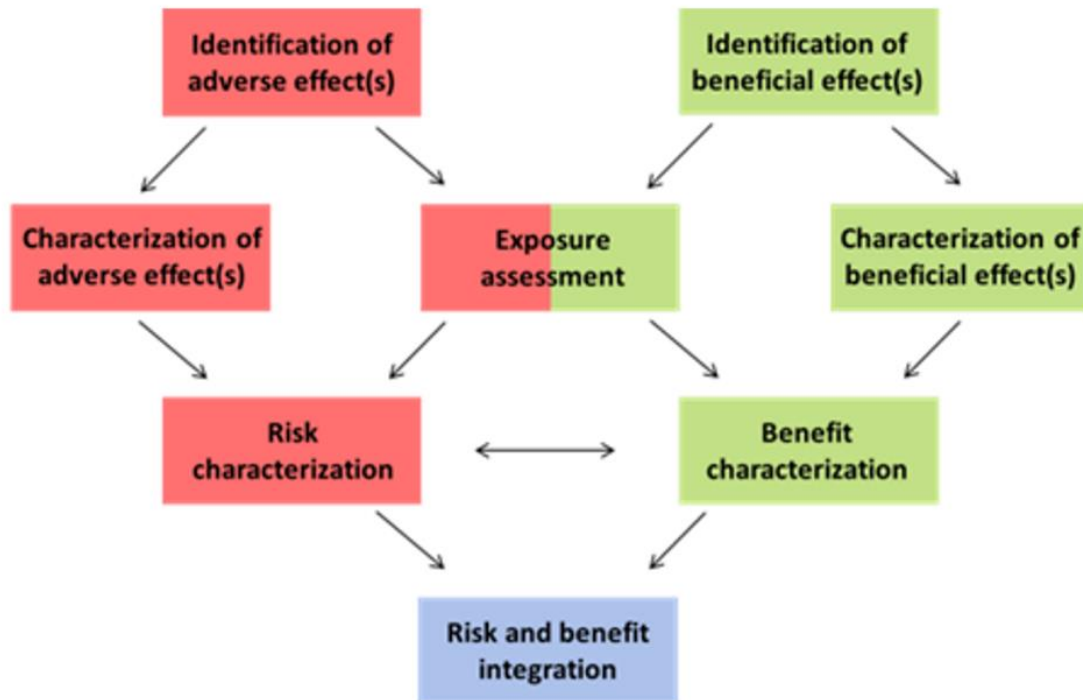 Identification of
adverse effect(s)
Identification of
beneficial effect(s)
Characterization of
adverse effect(s)
Exposure
assessment
Characterization of
beneficial effect(s)
Risk
characterization
Benefit
characterization
Risk and benefit
integration